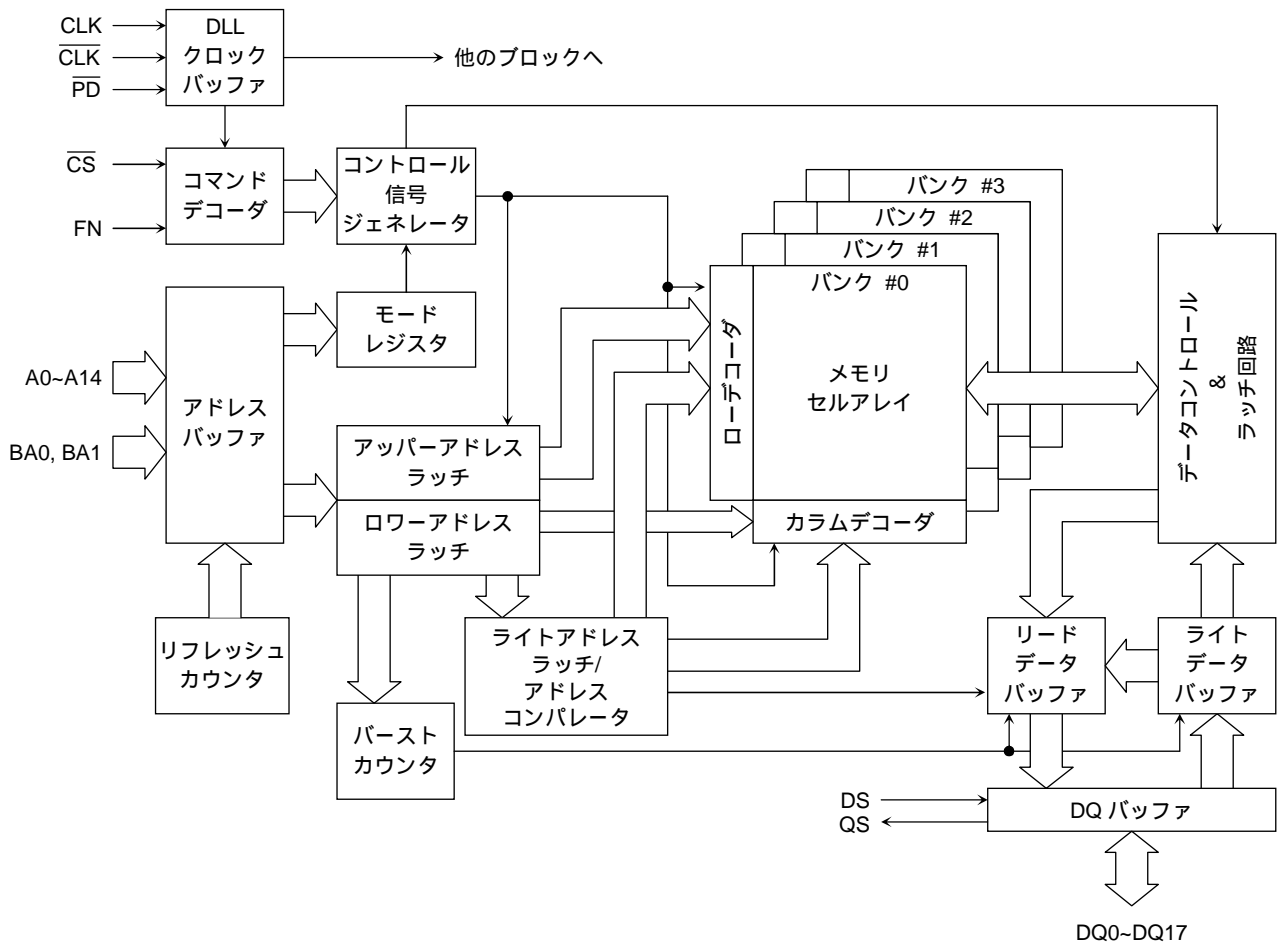 CLK
CLK
PD
DLL
クロック
バッファ
他のブロックへ
CS
FN
コマンド
デコーダ
コントロール
信号
ジェネレータ
モード
レジスタ
A0~A14
BA0, BA1
アドレス
バッファ
アッパーアドレス
ラッチ
ロワーアドレス
ラッチ
リフレッシュ
カウンタ
ライトアドレス
ラッチ/
アドレス
コンパレータ
バースト
カウンタ
バンク #3
バンク #2
バンク #1
バンク #0
ローデコーダ
メモリ
セルアレイ
カラムデコーダ
データコントロール
&
ラッチ回路
リード
データ
バッファ
ライト
データ
バッファ
DS
QS
DQ バッファ
DQ0~DQ17